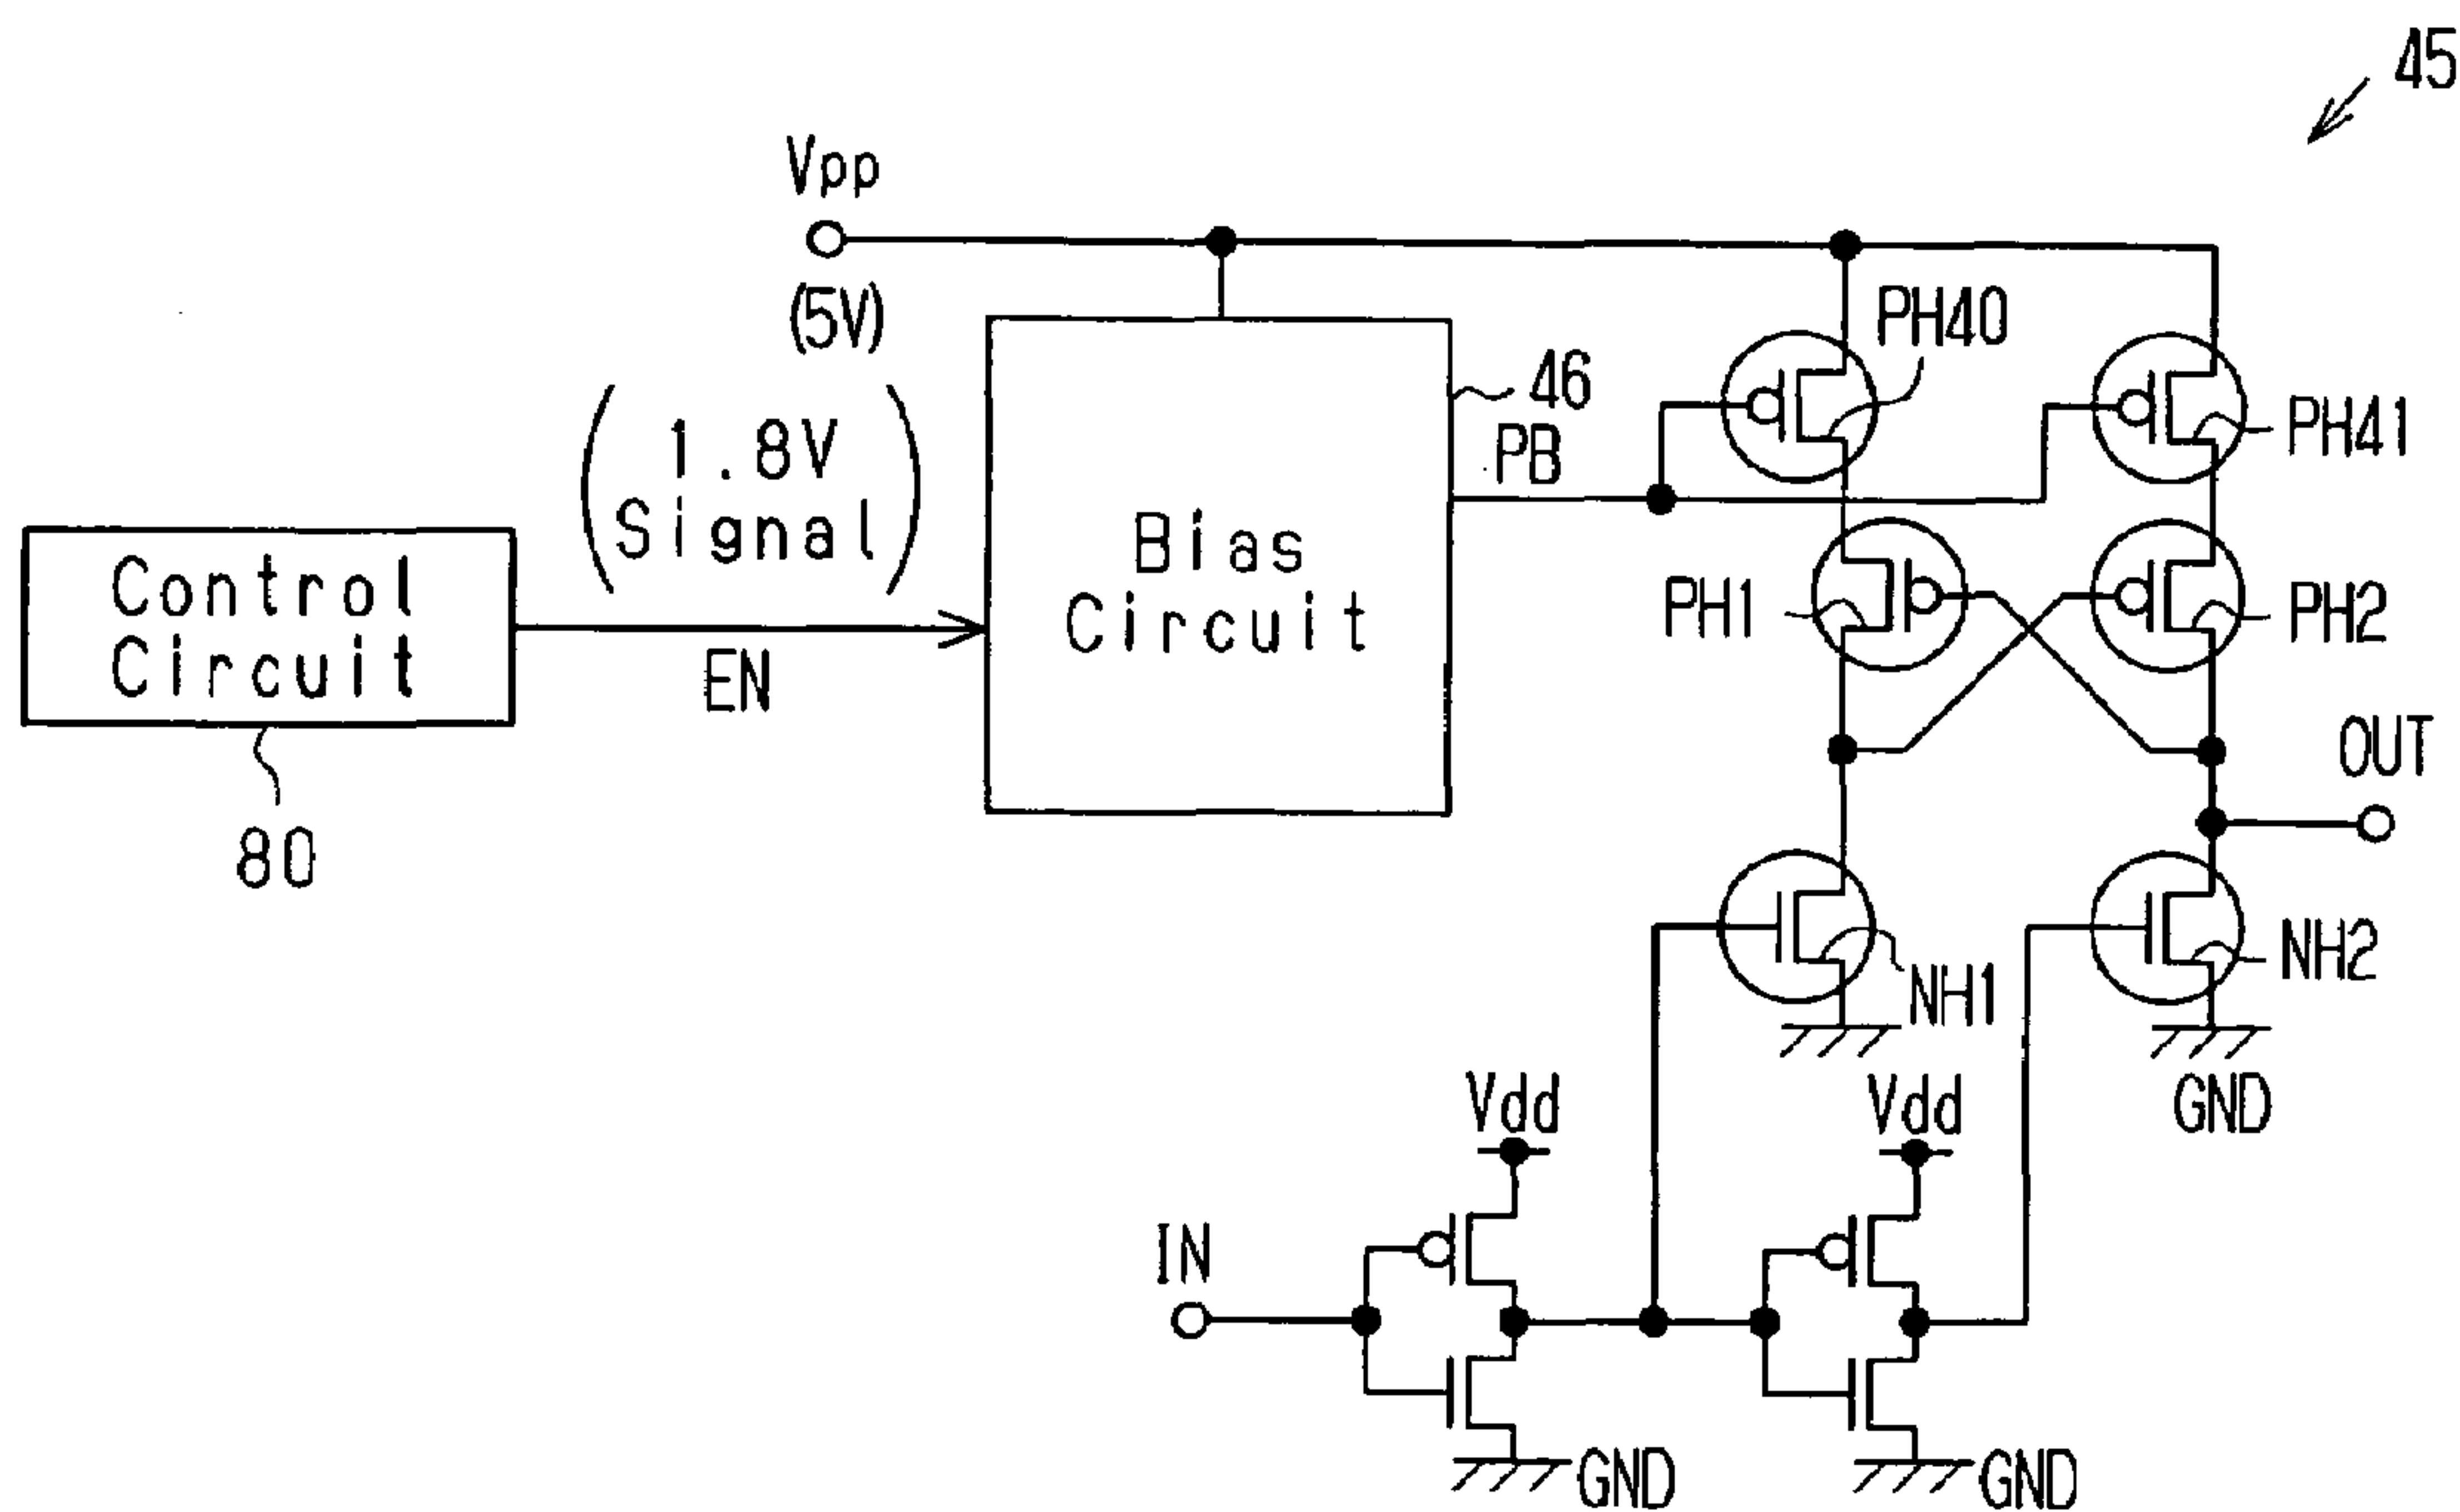 45
Vpp
(5V)
PH40
46
PB
PH41
(1.8V
Signal)
Control
Circuit
Bias
Circuit
EN
PH1
PH2
80
OUT
NH1
NH2
GND
Vdd
Vdd
IN
GND
GND